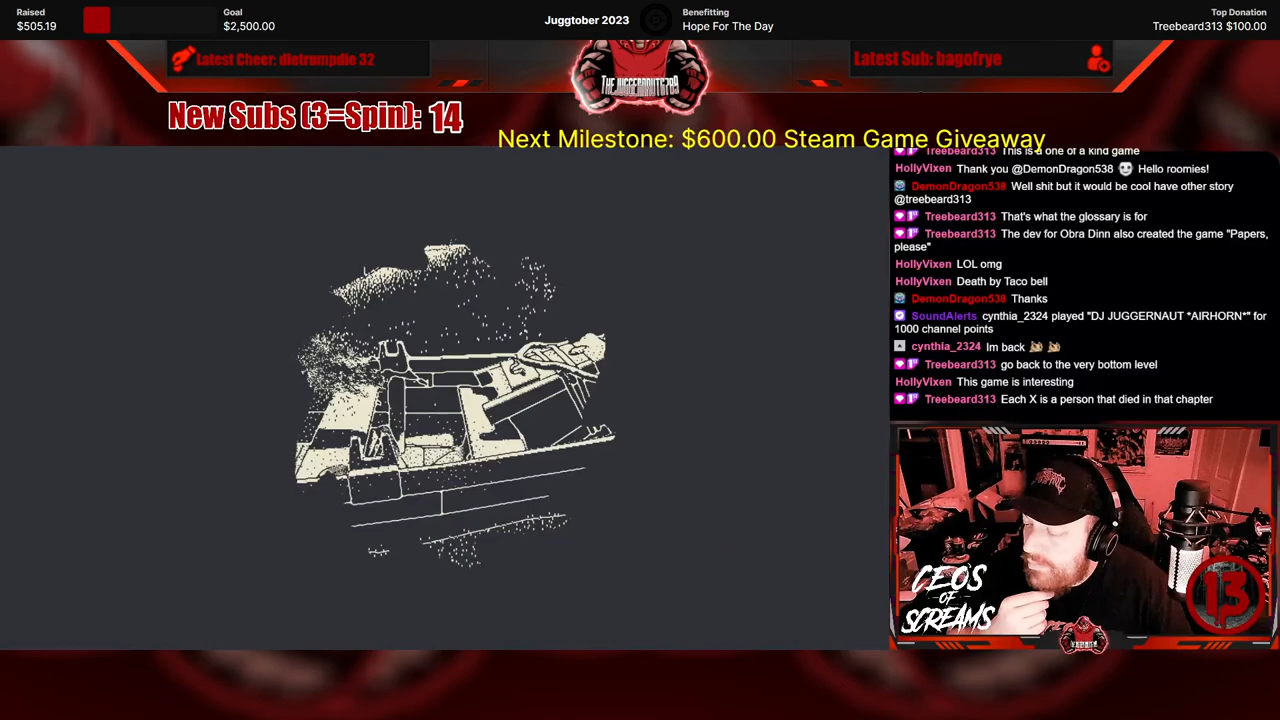 Raised
$505.19
Goal
$2,500.00
Juggtober 2023
Benefitting
Hope For The Day
Top Donation
Treebeard313 $100.00
Latest Cheer: dietrumpdie 32
THEJUGGERNAUT6789
Latest Sub: bagofrye
New Subs (3=Spin): 14
Next Milestone: $600.00 Steam Game Giveaway
Treebeard313 This is a one of a kind game
HollyVixen Thank you @DemonDragon538 Hello roomies!
DemonDragon538 Well shit but it would be cool have other story
@treebeard313
Treebeard313 That's what the glossary is for
Treebeard313 The dev for Obra Dinn also created the game "Papers,
please"
HollyVixen LOL omg
HollyVixen Death by Taco bell
DemonDragon538 Thanks
SoundAlerts cynthia_2324 played "DJ JUGGERNAUT *AIRHORN*" for
1000 channel points
cynthia_2324 Im back
Treebeard313 go back to the very bottom level
HollyVixen This game is interesting
Treebeard313 Each X is a person that died in that chapter
CEOS
OF
SCREAMS
13